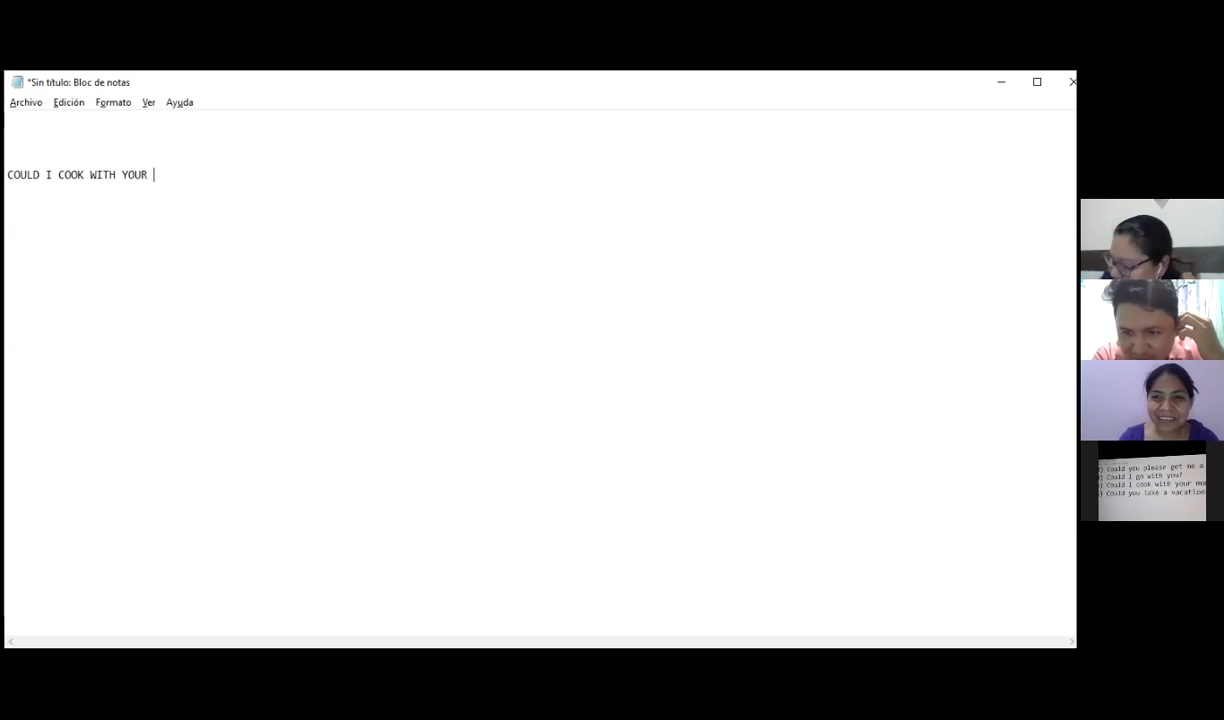 *Sin título: Bloc de notas
Archivo Edición Formato Ver Ayuda
COULD I COOK WITH YOUR
Could you please get me a
Could I go with you?
Could I cook with your
Could you take a vacation